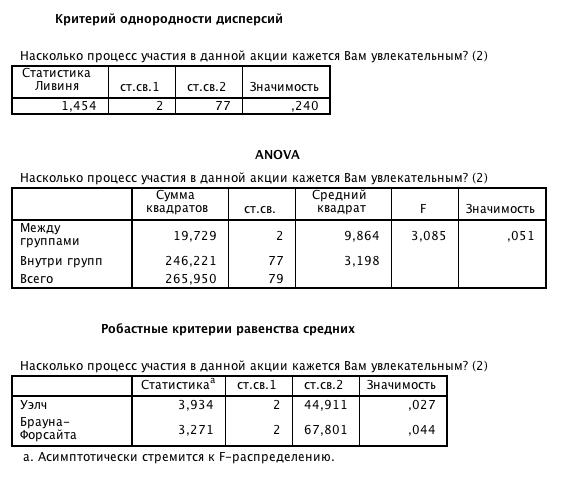 Критерий однородности дисперсий
Насколько процесс участия в данной акции кажется Вам увлекательным? (2)
Статистика Ливиня ст.св.1 ст.св.2 Значимость
1,454 2 77 ,240
ANOVA
Насколько процесс участия в данной акции кажется Вам увлекательным? (2)
Сумма квадратов ст.св. Средний квадрат F Значимость
Между группами 19,729 2 9,864 3,085 ,051
Внутри групп 246,221 77 3,198
Всего 265,950 79
Робастные критерии равенства средних
Насколько процесс участия в данной акции кажется Вам увлекательным? (2)
Статистикаᵃ ст.св.1 ст.св.2 Значимость
Уэлч 3,934 2 44,911 ,027
Брауна-Форсайта 3,271 2 67,801 ,044
a. Асимптотически стремится к F-распределению.